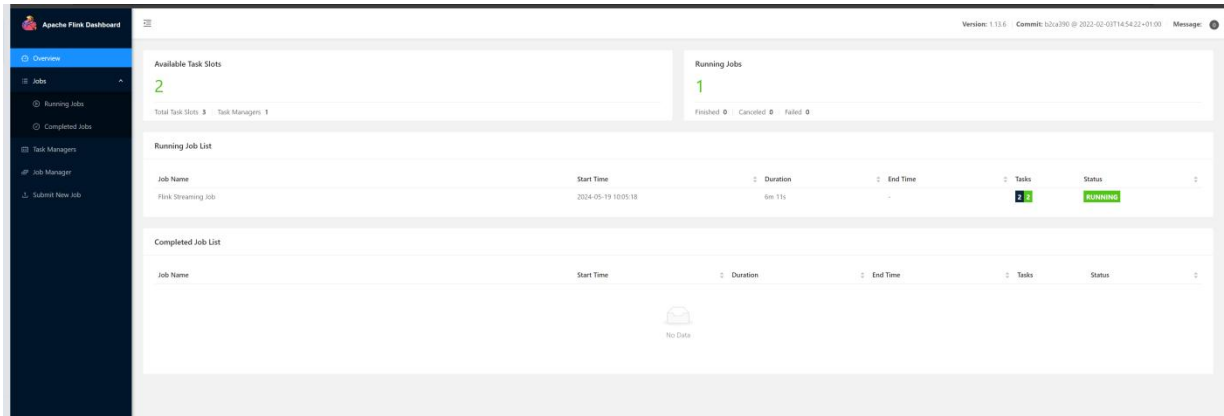 Apache Flink Dashboard
Version: 1.13.6 Commit: b2ca390 @ 2022-02-03T14:54:22+01:00 Message: 0
Overview
Jobs
Running Jobs
Completed Jobs
Task Managers
Job Manager
Submit New Job
Available Task Slots
2
Total Task Slots 3 Task Managers 1
Running Jobs
1
Finished 0 Canceled 0 Failed 0
Running Job List
Job Name Start Time Duration End Time Tasks Status
Flink Streaming Job 2024-05-19 10:05:18 6m 11s - 2 2 RUNNING
Completed Job List
Job Name Start Time Duration End Time Tasks Status
No Data